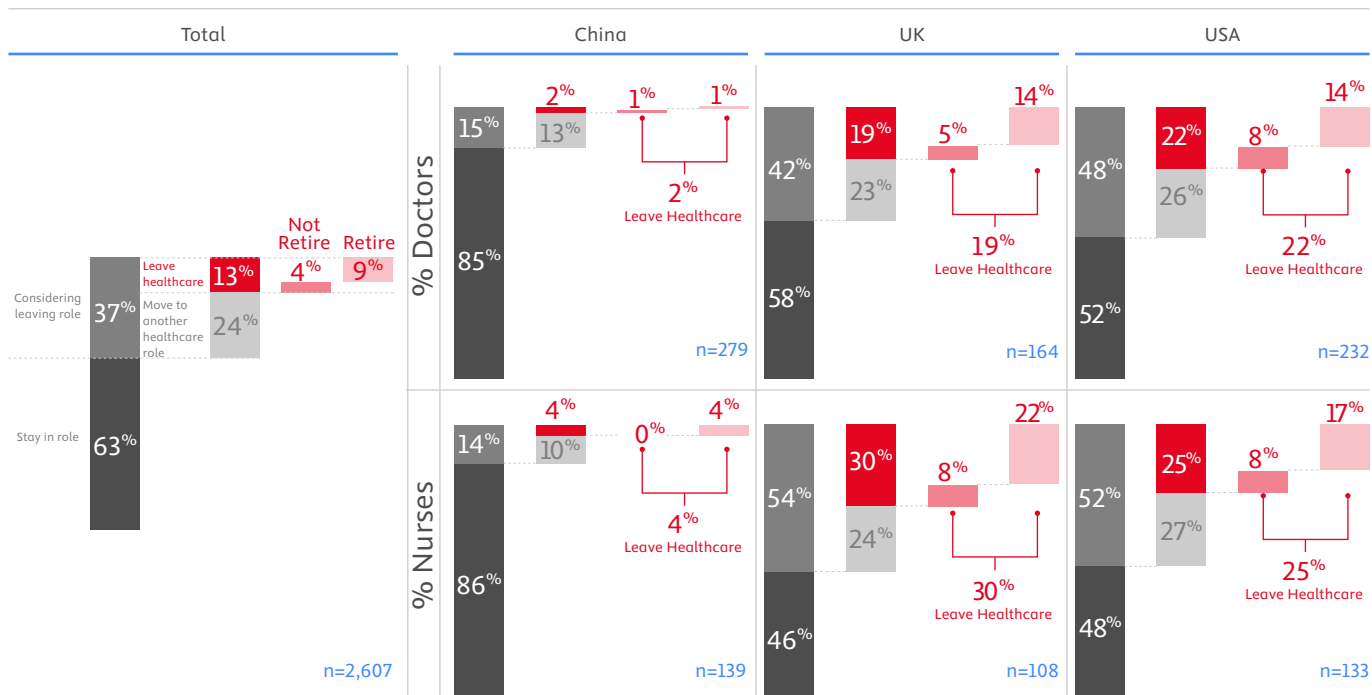 Total
China
UK
USA
Considering
leaving role
37%
Leave
healthcare
13%
Not
Retire
4%
Retire
9%
Move to
another
healthcare
role
24%
Stay in role
63%
n=2,607
% Doctors
15%
2%
13%
1%
1%
2%
Leave Healthcare
85%
n=279
42%
19%
23%
5%
14%
19%
Leave Healthcare
58%
n=164
48%
22%
26%
8%
14%
22%
Leave Healthcare
52%
n=232
% Nurses
14%
4%
10%
0%
4%
4%
Leave Healthcare
86%
n=139
54%
30%
24%
8%
22%
30%
Leave Healthcare
46%
n=108
52%
25%
27%
8%
17%
25%
Leave Healthcare
48%
n=133